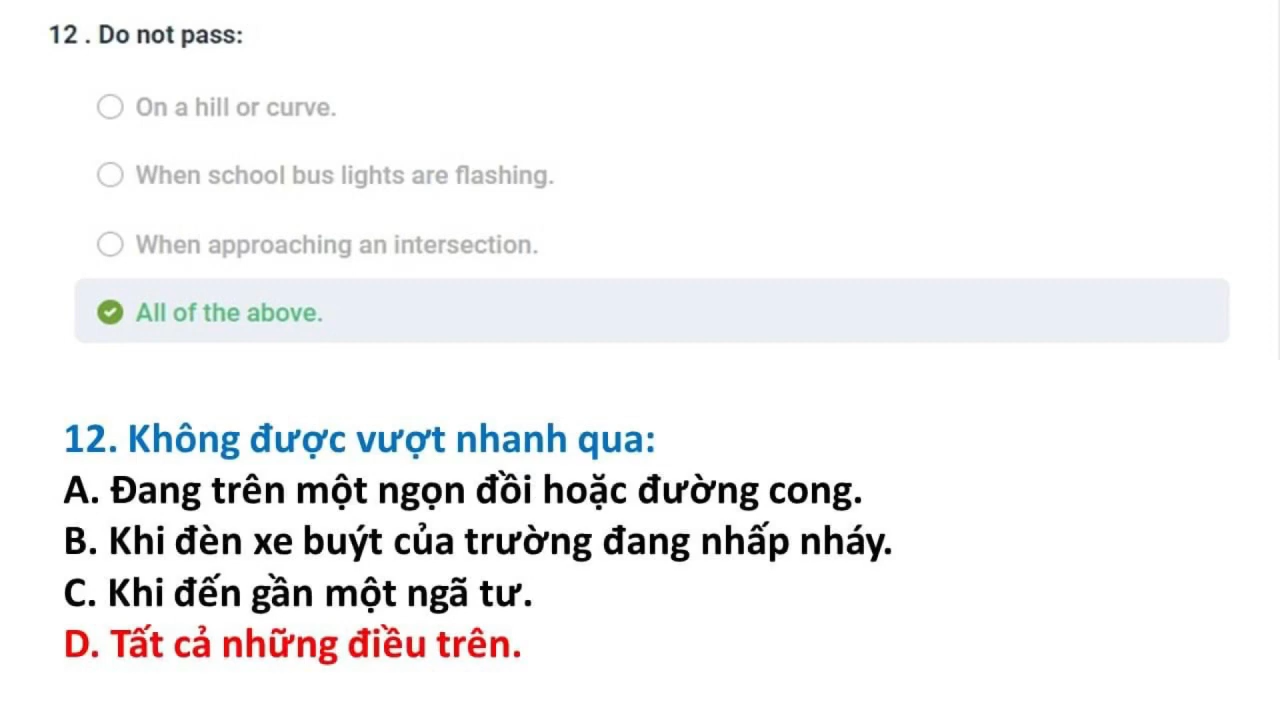 12 . Do not pass:
On a hill or curve.
When school bus lights are flashing.
When approaching an intersection.
All of the above.
12. Không được vượt nhanh qua:
A. Đang trên một ngọn đồi hoặc đường cong.
B. Khi đèn xe buýt của trường đang nhấp nháy.
C. Khi đến gần một ngã tư.
D. Tất cả những điều trên.